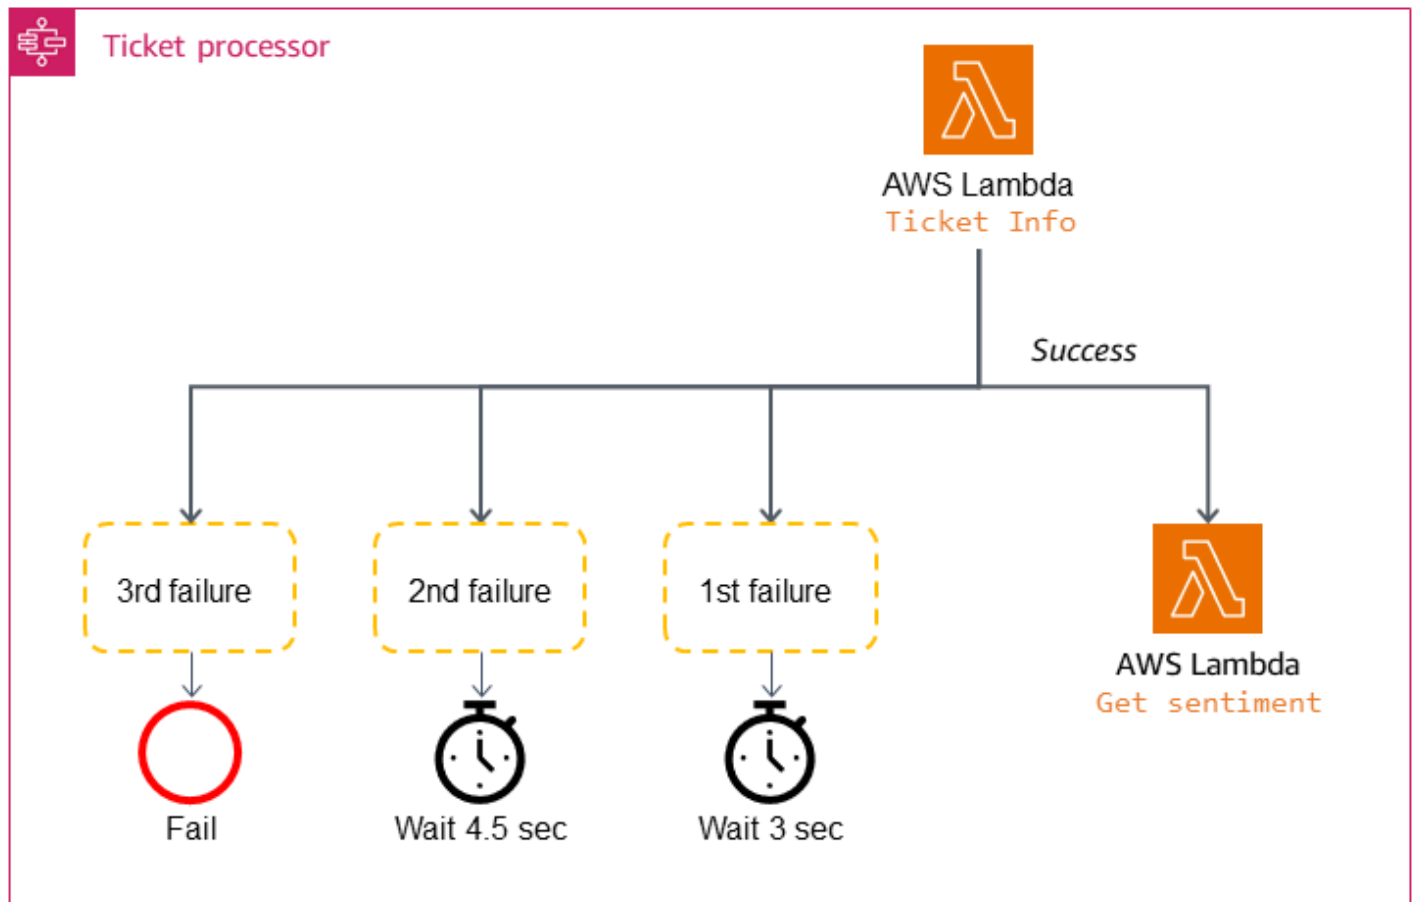 Ticket processor
AWS Lambda
Ticket Info
Success
3rd failure
2nd failure
1st failure
AWS Lambda
Get sentiment
Fail
Wait 4.5 sec
Wait 3 sec